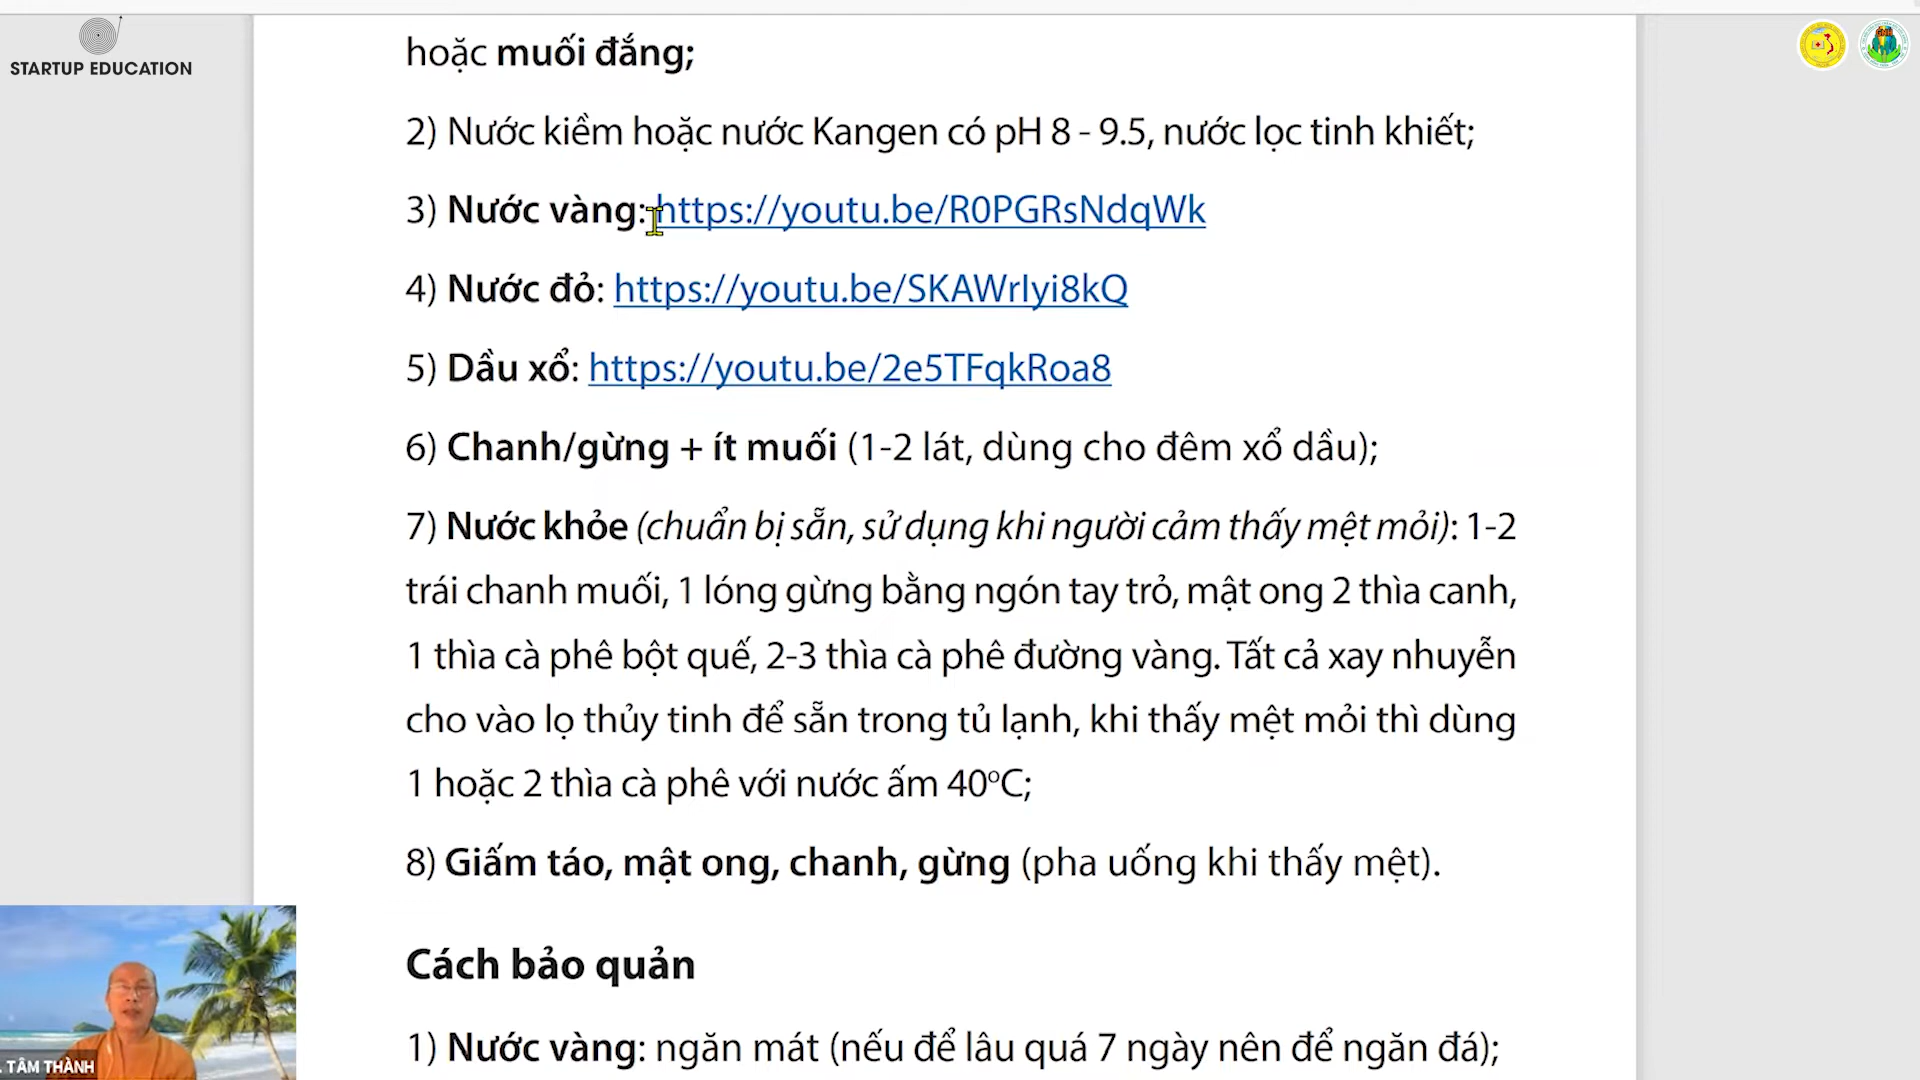 STARTUP EDUCATION
hoặc muối đắng;
2) Nước kiềm hoặc nước Kangen có pH 8 - 9.5, nước lọc tinh khiết;
3) Nước vàng: https://youtu.be/R0PGRsNdqWk
4) Nước đỏ: https://youtu.be/SKAWrIyi8kQ
5) Dầu xổ: https://youtu.be/2e5TFqkRoa8
6) Chanh/gừng + ít muối (1-2 lát, dùng cho đêm xổ dầu);
7) Nước khỏe (chuẩn bị sẵn, sử dụng khi người cảm thấy mệt mỏi): 1-2
trái chanh muối, 1 lóng gừng bằng ngón tay trỏ, mật ong 2 thìa canh,
1 thìa cà phê bột quế, 2-3 thìa cà phê đường vàng. Tất cả xay nhuyễn
cho vào lọ thủy tinh để sẵn trong tủ lạnh, khi thấy mệt mỏi thì dùng
1 hoặc 2 thìa cà phê với nước ấm 40ºC;
8) Giấm táo, mật ong, chanh, gừng (pha uống khi thấy mệt).
Cách bảo quản
1) Nước vàng: ngăn mát (nếu để lâu quá 7 ngày nên để ngăn đá);
. TÂM THÀNH